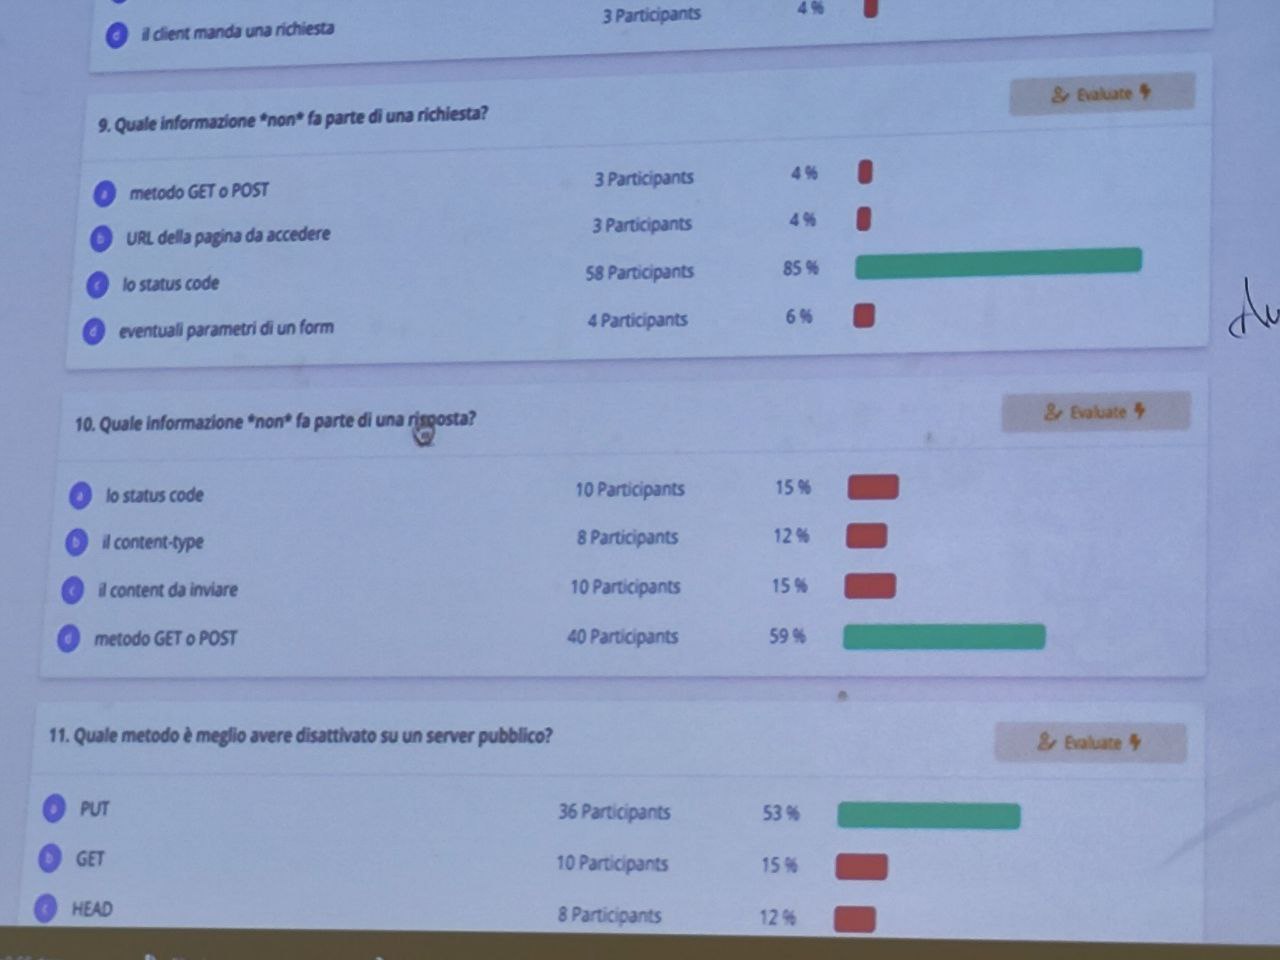 d il client manda una richiesta 3 Participants 4 %
9. Quale informazione *non* fa parte di una richiesta? Evaluate
a metodo GET o POST 3 Participants 4 %
b URL della pagina da accedere 3 Participants 4 %
c lo status code 58 Participants 85 %
d eventuali parametri di un form 4 Participants 6 %
10. Quale informazione *non* fa parte di una risposta? Evaluate
a lo status code 10 Participants 15 %
b il content-type 8 Participants 12 %
c il content da inviare 10 Participants 15 %
d metodo GET o POST 40 Participants 59 %
11. Quale metodo è meglio avere disattivato su un server pubblico? Evaluate
a PUT 36 Participants 53 %
b GET 10 Participants 15 %
c HEAD 8 Participants 12 %